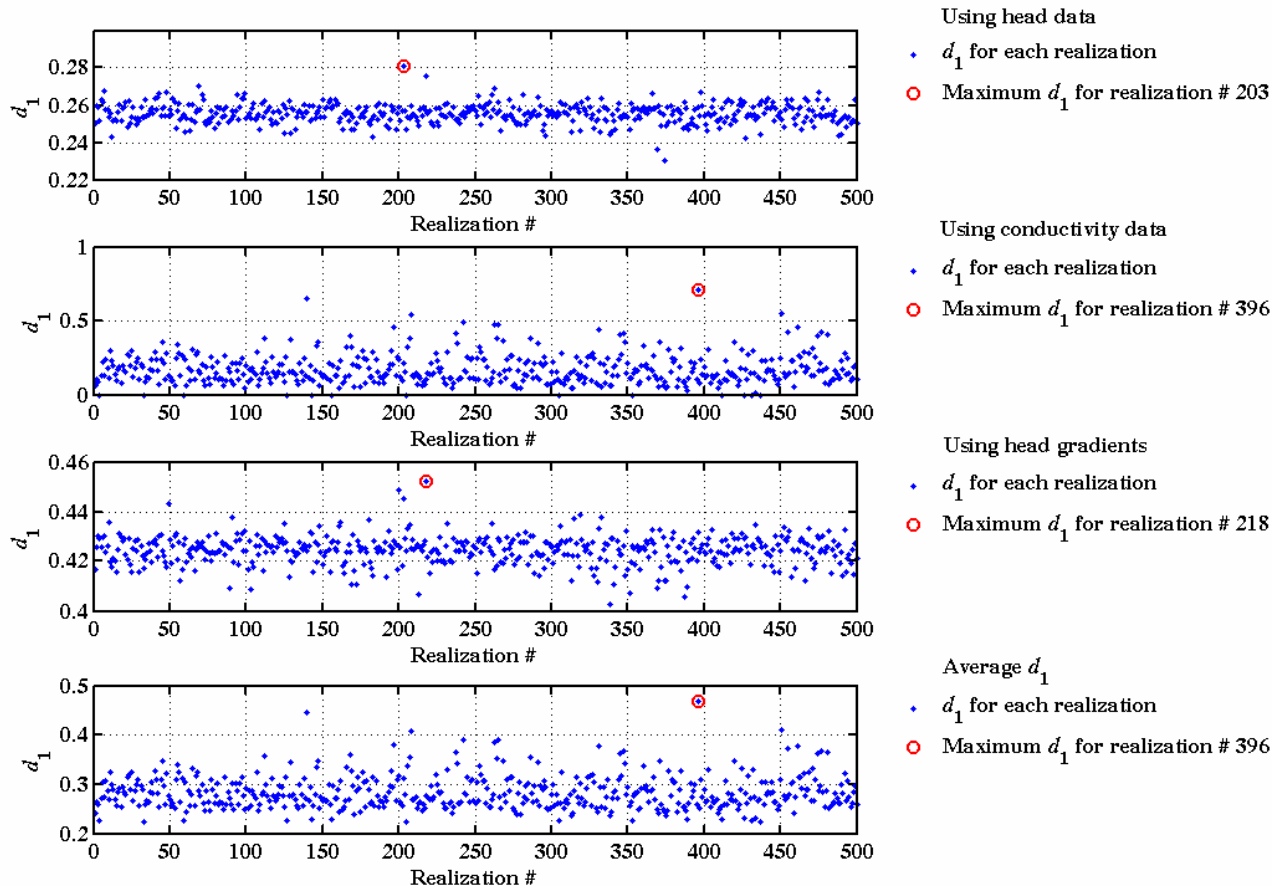 Using head data
d1 for each realization
Maximum d1 for realization # 203
d1
0.28
0.26
0.24
0.22
0 50 100 150 200 250 300 350 400 450 500
Realization #
Using conductivity data
d1 for each realization
Maximum d1 for realization # 396
d1
1
0.5
0
0 50 100 150 200 250 300 350 400 450 500
Realization #
Using head gradients
d1 for each realization
Maximum d1 for realization # 218
d1
0.46
0.44
0.42
0.4
0 50 100 150 200 250 300 350 400 450 500
Realization #
Average d1
d1 for each realization
Maximum d1 for realization # 396
d1
0.5
0.4
0.3
0.2
0 50 100 150 200 250 300 350 400 450 500
Realization #